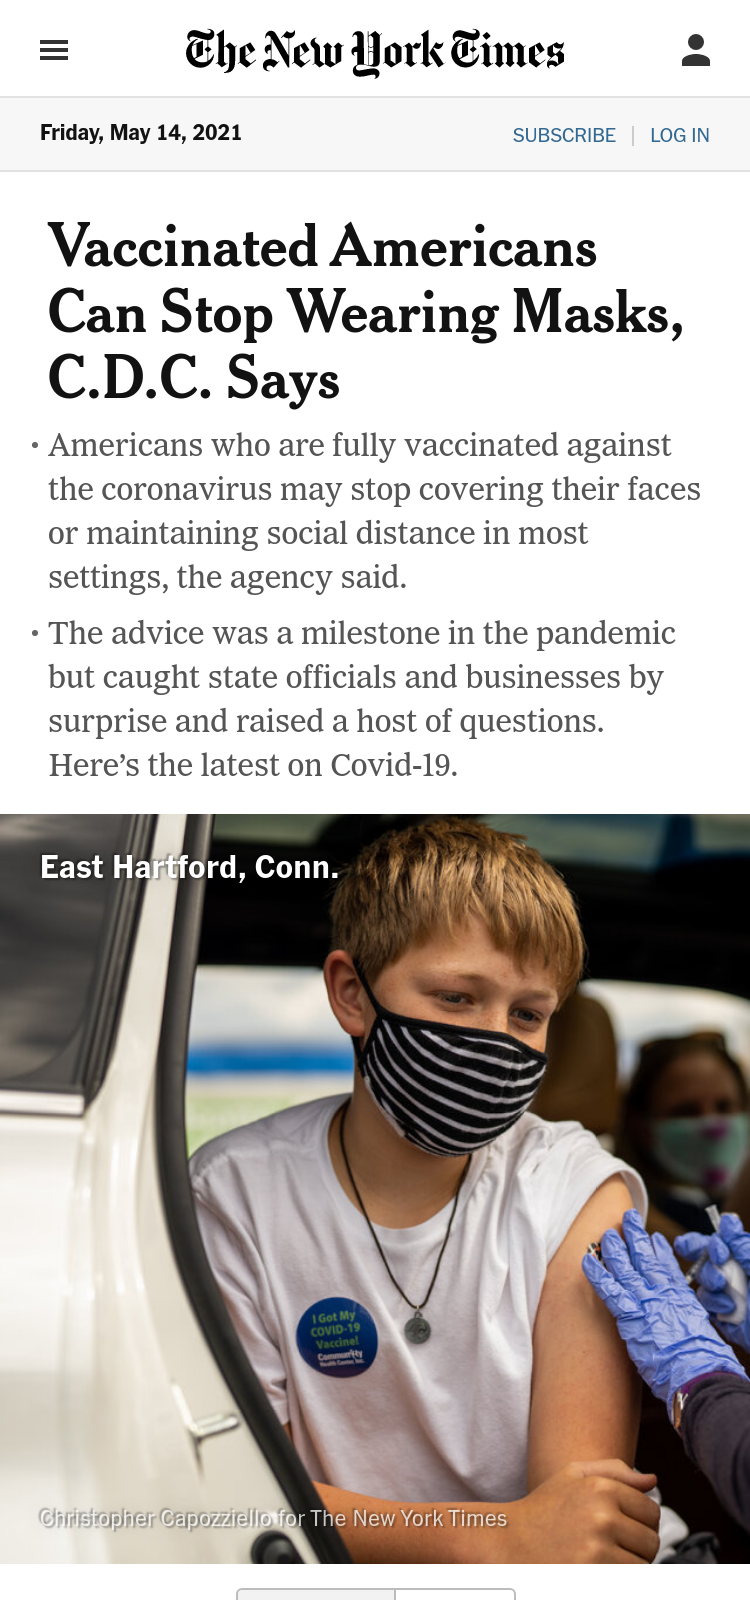 The New York Times
Friday, May 14, 2021
SUBSCRIBE | LOG IN
Vaccinated Americans
Can Stop Wearing Masks,
C.D.C. Says
• Americans who are fully vaccinated against
the coronavirus may stop covering their faces
or maintaining social distance in most
settings, the agency said.
• The advice was a milestone in the pandemic
but caught state officials and businesses by
surprise and raised a host of questions.
Here’s the latest on Covid-19.
East Hartford, Conn.
I Got My
COVID-19
Vaccine!
Community
Health Center, Inc.
Christopher Capozziello for The New York Times